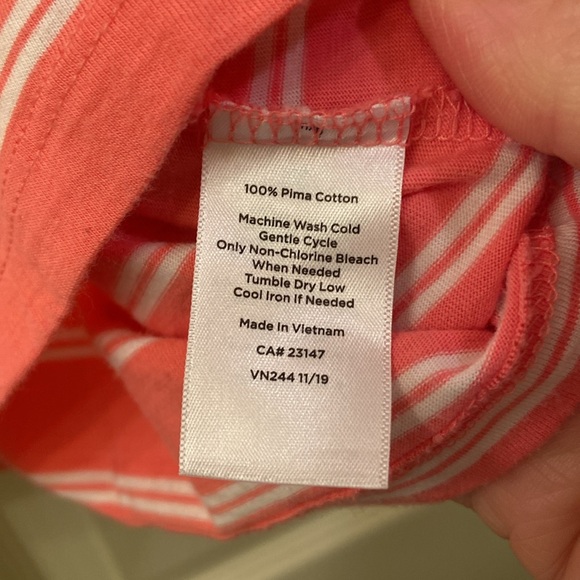 100% Pima Cotton
Machine Wash Cold
Gentle Cycle
Only Non-Chlorine Bleach
When Needed
Tumble Dry Low
Cool Iron If Needed
Made In Vietnam
CA# 23147
VN244 11/19